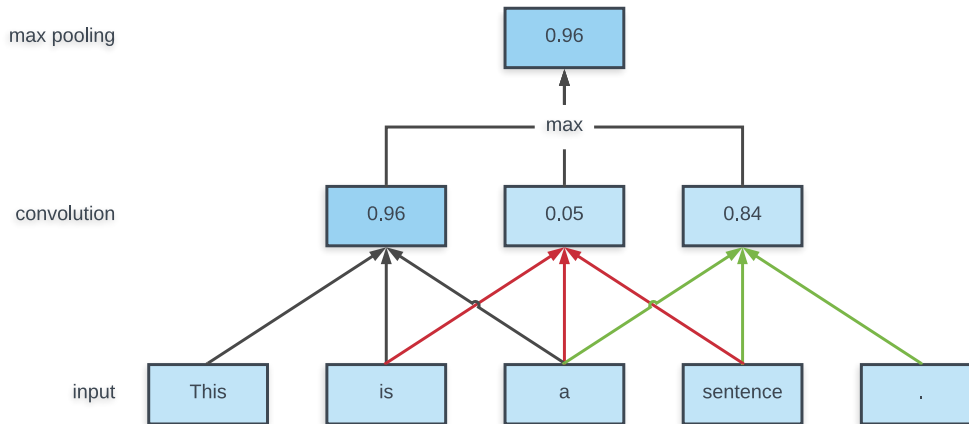 max pooling
0.96
max
convolution
0.96
0.05
0.84
input
This
is
a
sentence
.